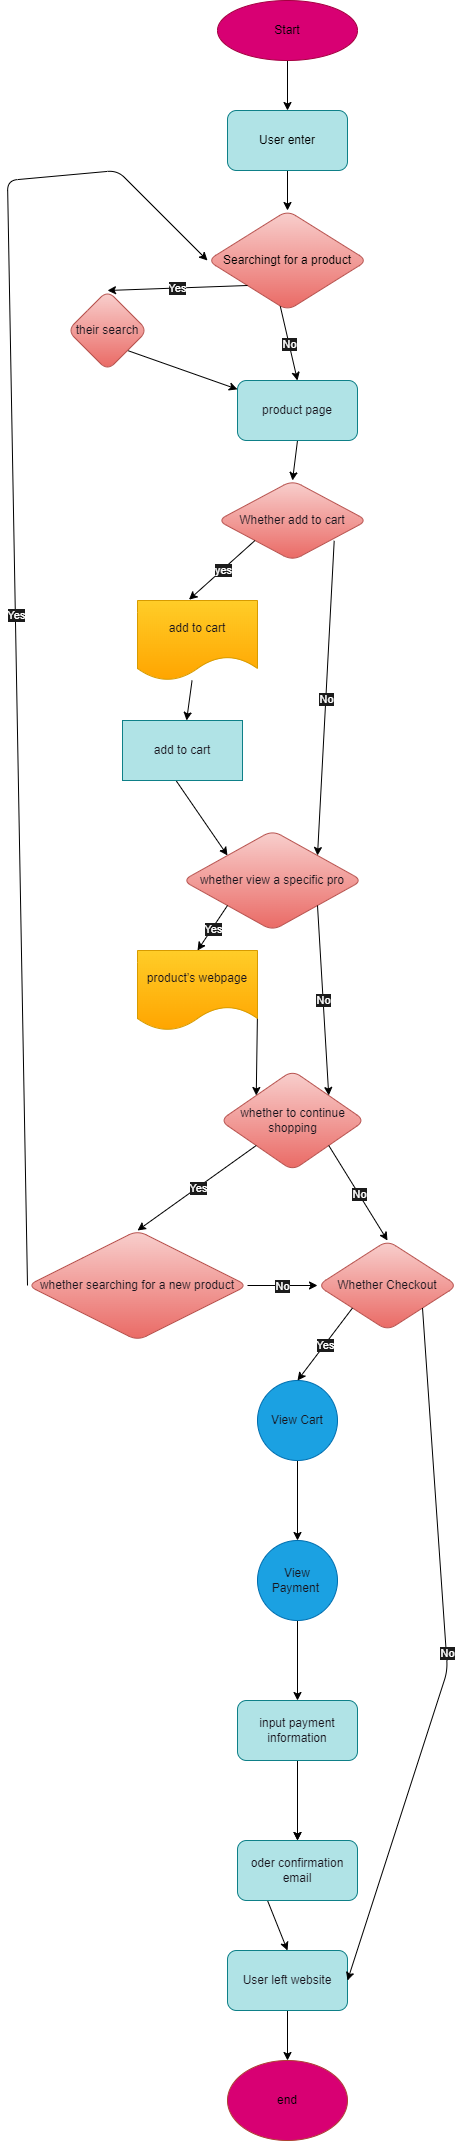 Start
User enter
Searchingt for a product
Yes
their search
No
product page
Whether add to cart
yes
add to cart
No
add to cart
Yes
whether view a specific pro
Yes
product's webpage
No
whether to continue
shopping
Yes
No
whether searching for a new product
No
Whether Checkout
Yes
View Cart
View
Payment
No
input payment
information
oder confirmation
email
User left website
end